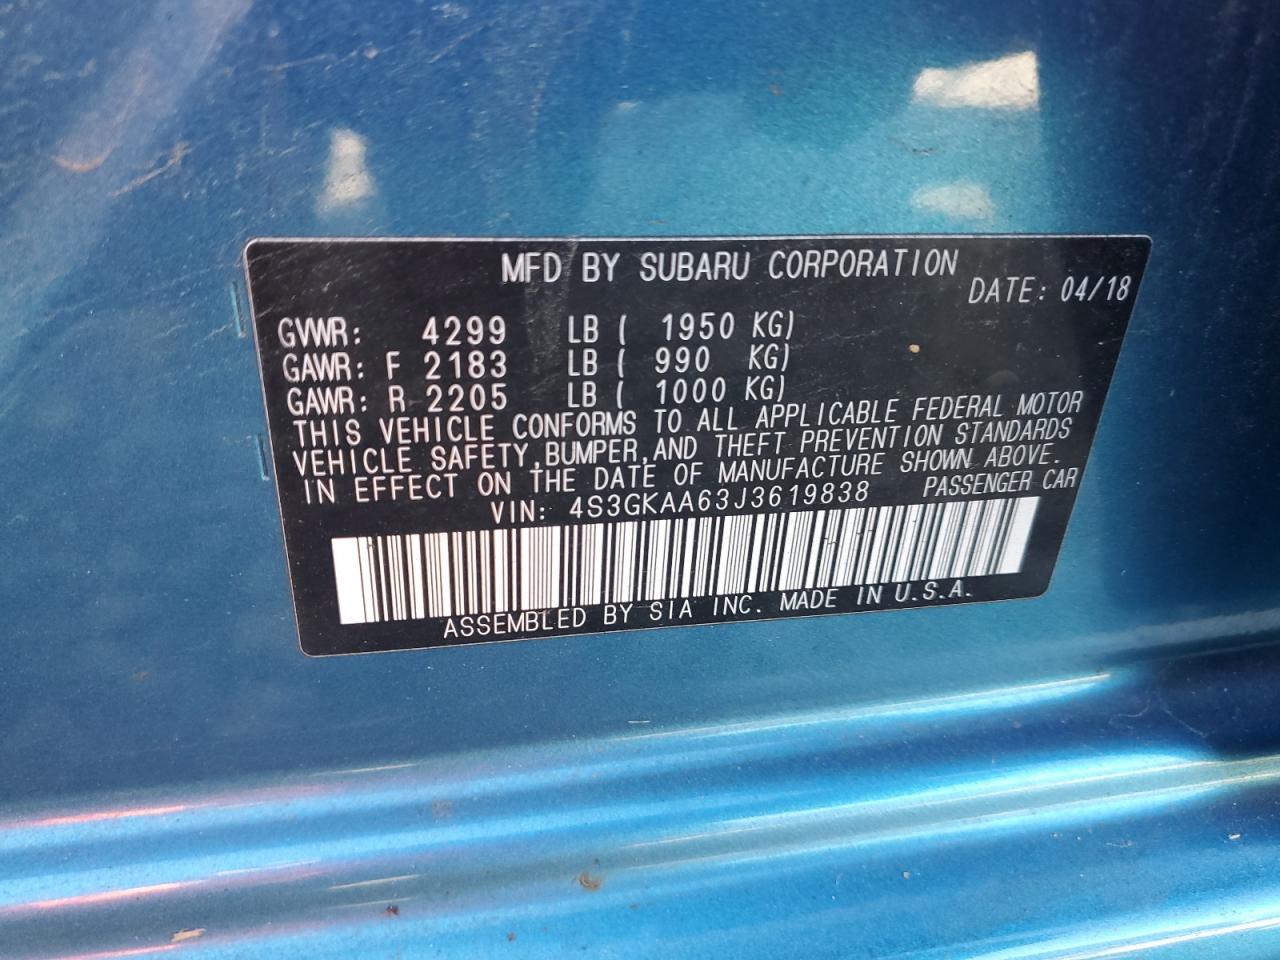 MFD BY SUBARU CORPORATION
DATE: 04/18
GVWR: 4299 LB ( 1950 KG)
GAWR: F 2183 LB ( 990 KG)
GAWR: R 2205 LB ( 1000 KG)
THIS VEHICLE CONFORMS TO ALL APPLICABLE FEDERAL MOTOR
VEHICLE SAFETY,BUMPER,AND THEFT PREVENTION STANDARDS
IN EFFECT ON THE DATE OF MANUFACTURE SHOWN ABOVE.
VIN: 4S3GKAA63J3619838 PASSENGER CAR
ASSEMBLED BY SIA INC. MADE IN U.S.A.